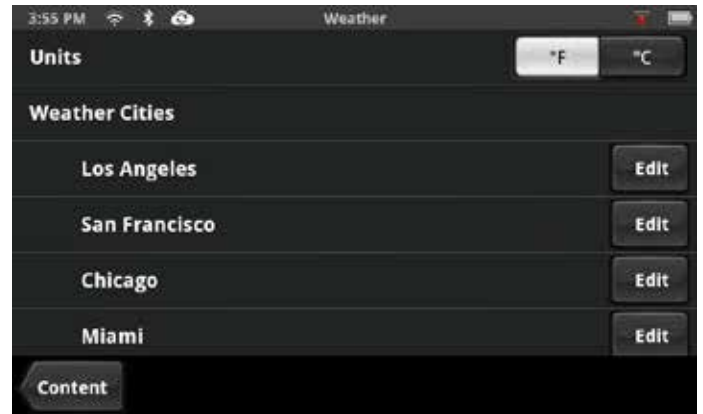 3:55 PM Weather
Units °F °C
Weather Cities
Los Angeles Edit
San Francisco Edit
Chicago Edit
Miami Edit
Content